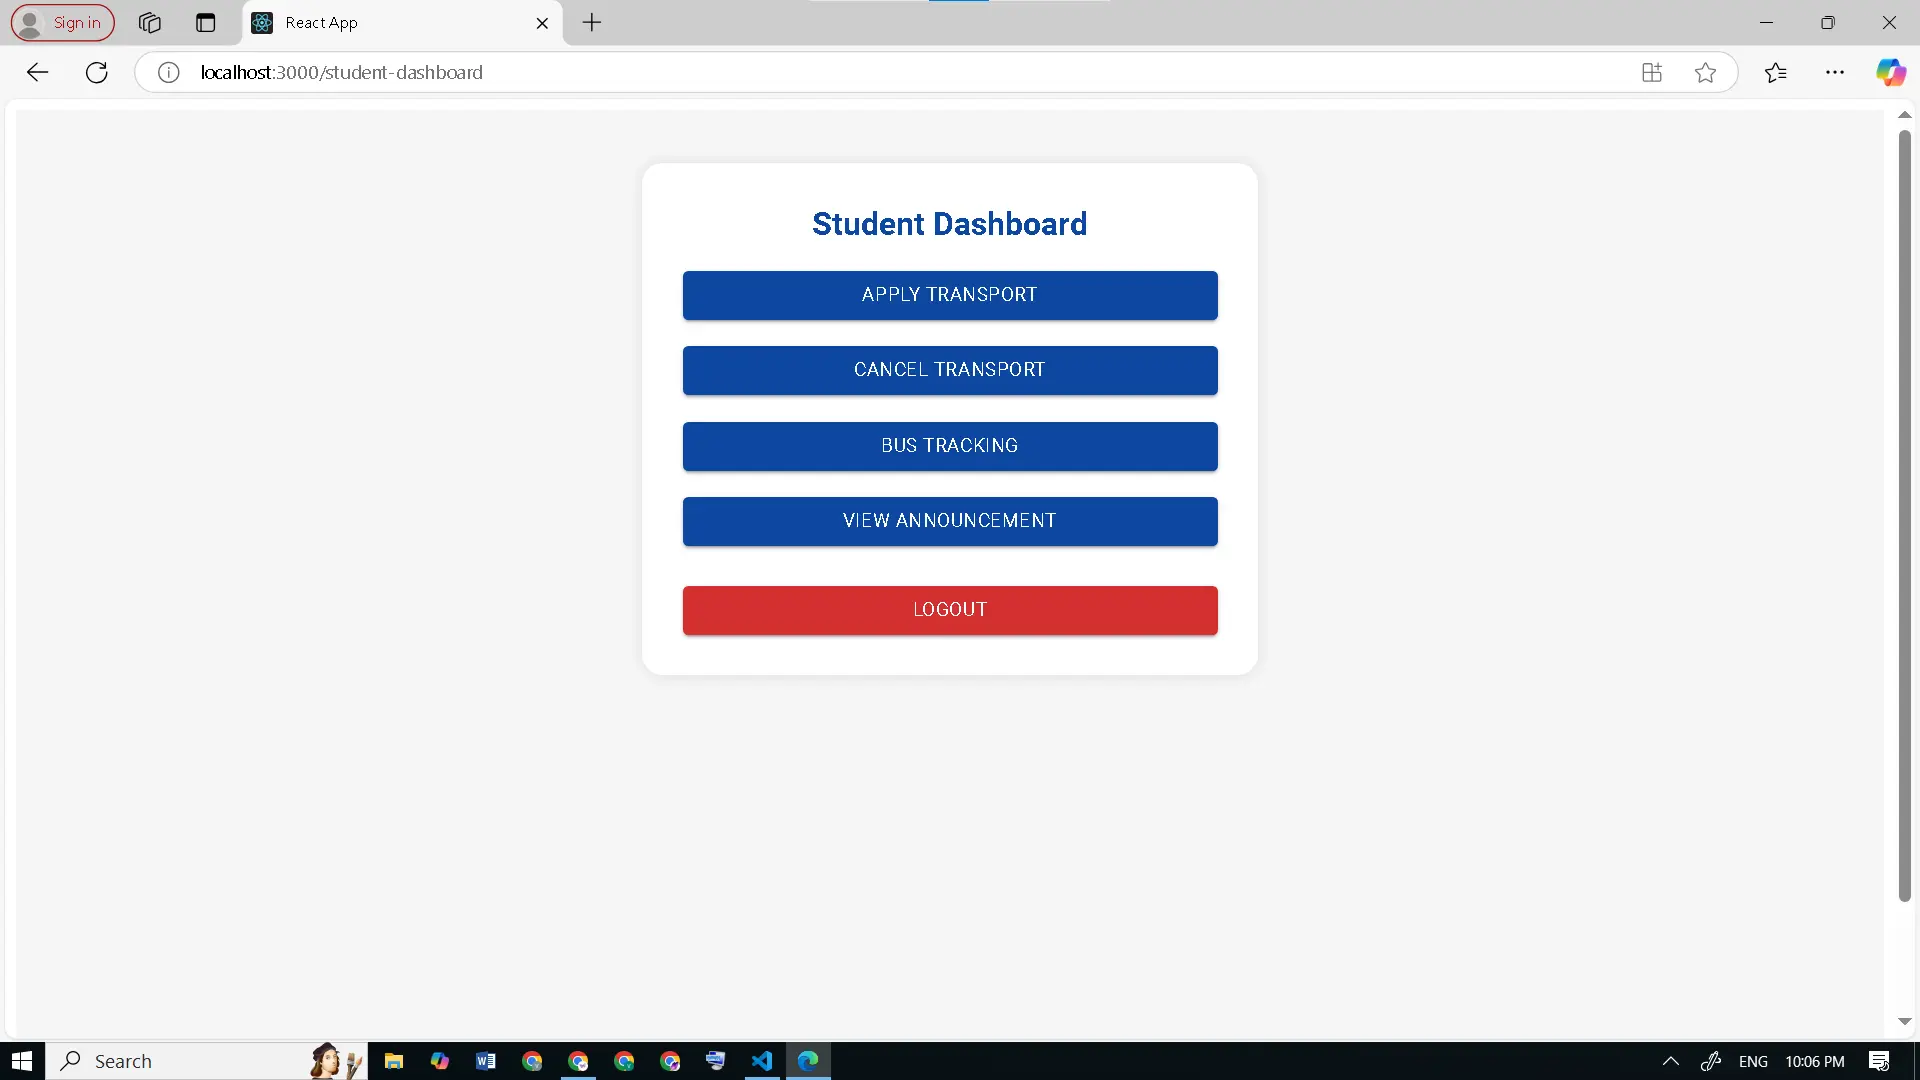 Sign in
React App
localhost:3000/student-dashboard
Student Dashboard
APPLY TRANSPORT
CANCEL TRANSPORT
BUS TRACKING
VIEW ANNOUNCEMENT
LOGOUT
Search
ENG
10:06 PM